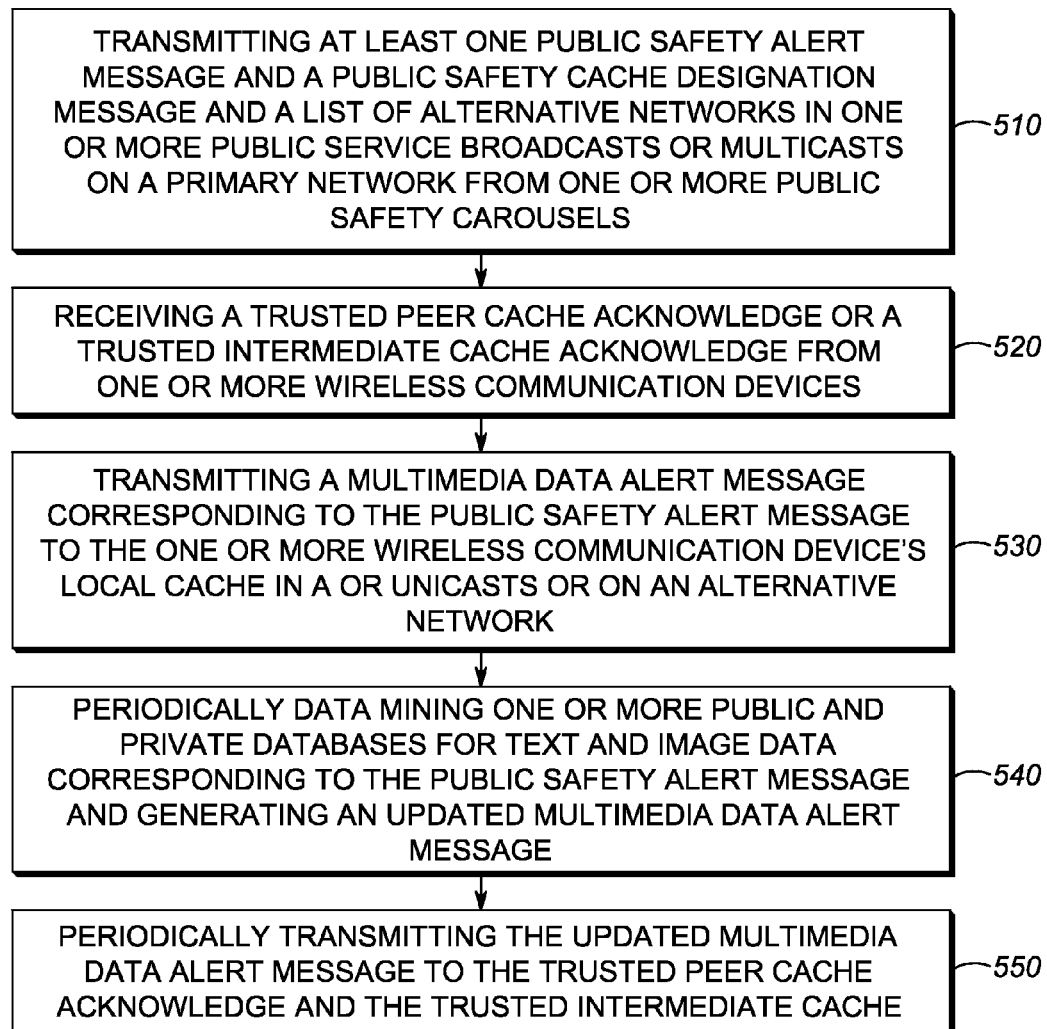 TRANSMITTING AT LEAST ONE PUBLIC SAFETY ALERT
MESSAGE AND A PUBLIC SAFETY CACHE DESIGNATION
MESSAGE AND A LIST OF ALTERNATIVE NETWORKS IN ONE
OR MORE PUBLIC SERVICE BROADCASTS OR MULTICASTS
ON A PRIMARY NETWORK FROM ONE OR MORE PUBLIC
SAFETY CAROUSELS
510
RECEIVING A TRUSTED PEER CACHE ACKNOWLEDGE OR A
TRUSTED INTERMEDIATE CACHE ACKNOWLEDGE FROM
ONE OR MORE WIRELESS COMMUNICATION DEVICES
520
TRANSMITTING A MULTIMEDIA DATA ALERT MESSAGE
CORRESPONDING TO THE PUBLIC SAFETY ALERT MESSAGE
TO THE ONE OR MORE WIRELESS COMMUNICATION DEVICE'S
LOCAL CACHE IN A OR UNICASTS OR ON AN ALTERNATIVE
NETWORK
530
PERIODICALLY DATA MINING ONE OR MORE PUBLIC AND
PRIVATE DATABASES FOR TEXT AND IMAGE DATA
CORRESPONDING TO THE PUBLIC SAFETY ALERT MESSAGE
AND GENERATING AN UPDATED MULTIMEDIA DATA ALERT
MESSAGE
540
PERIODICALLY TRANSMITTING THE UPDATED MULTIMEDIA
DATA ALERT MESSAGE TO THE TRUSTED PEER CACHE
ACKNOWLEDGE AND THE TRUSTED INTERMEDIATE CACHE
550